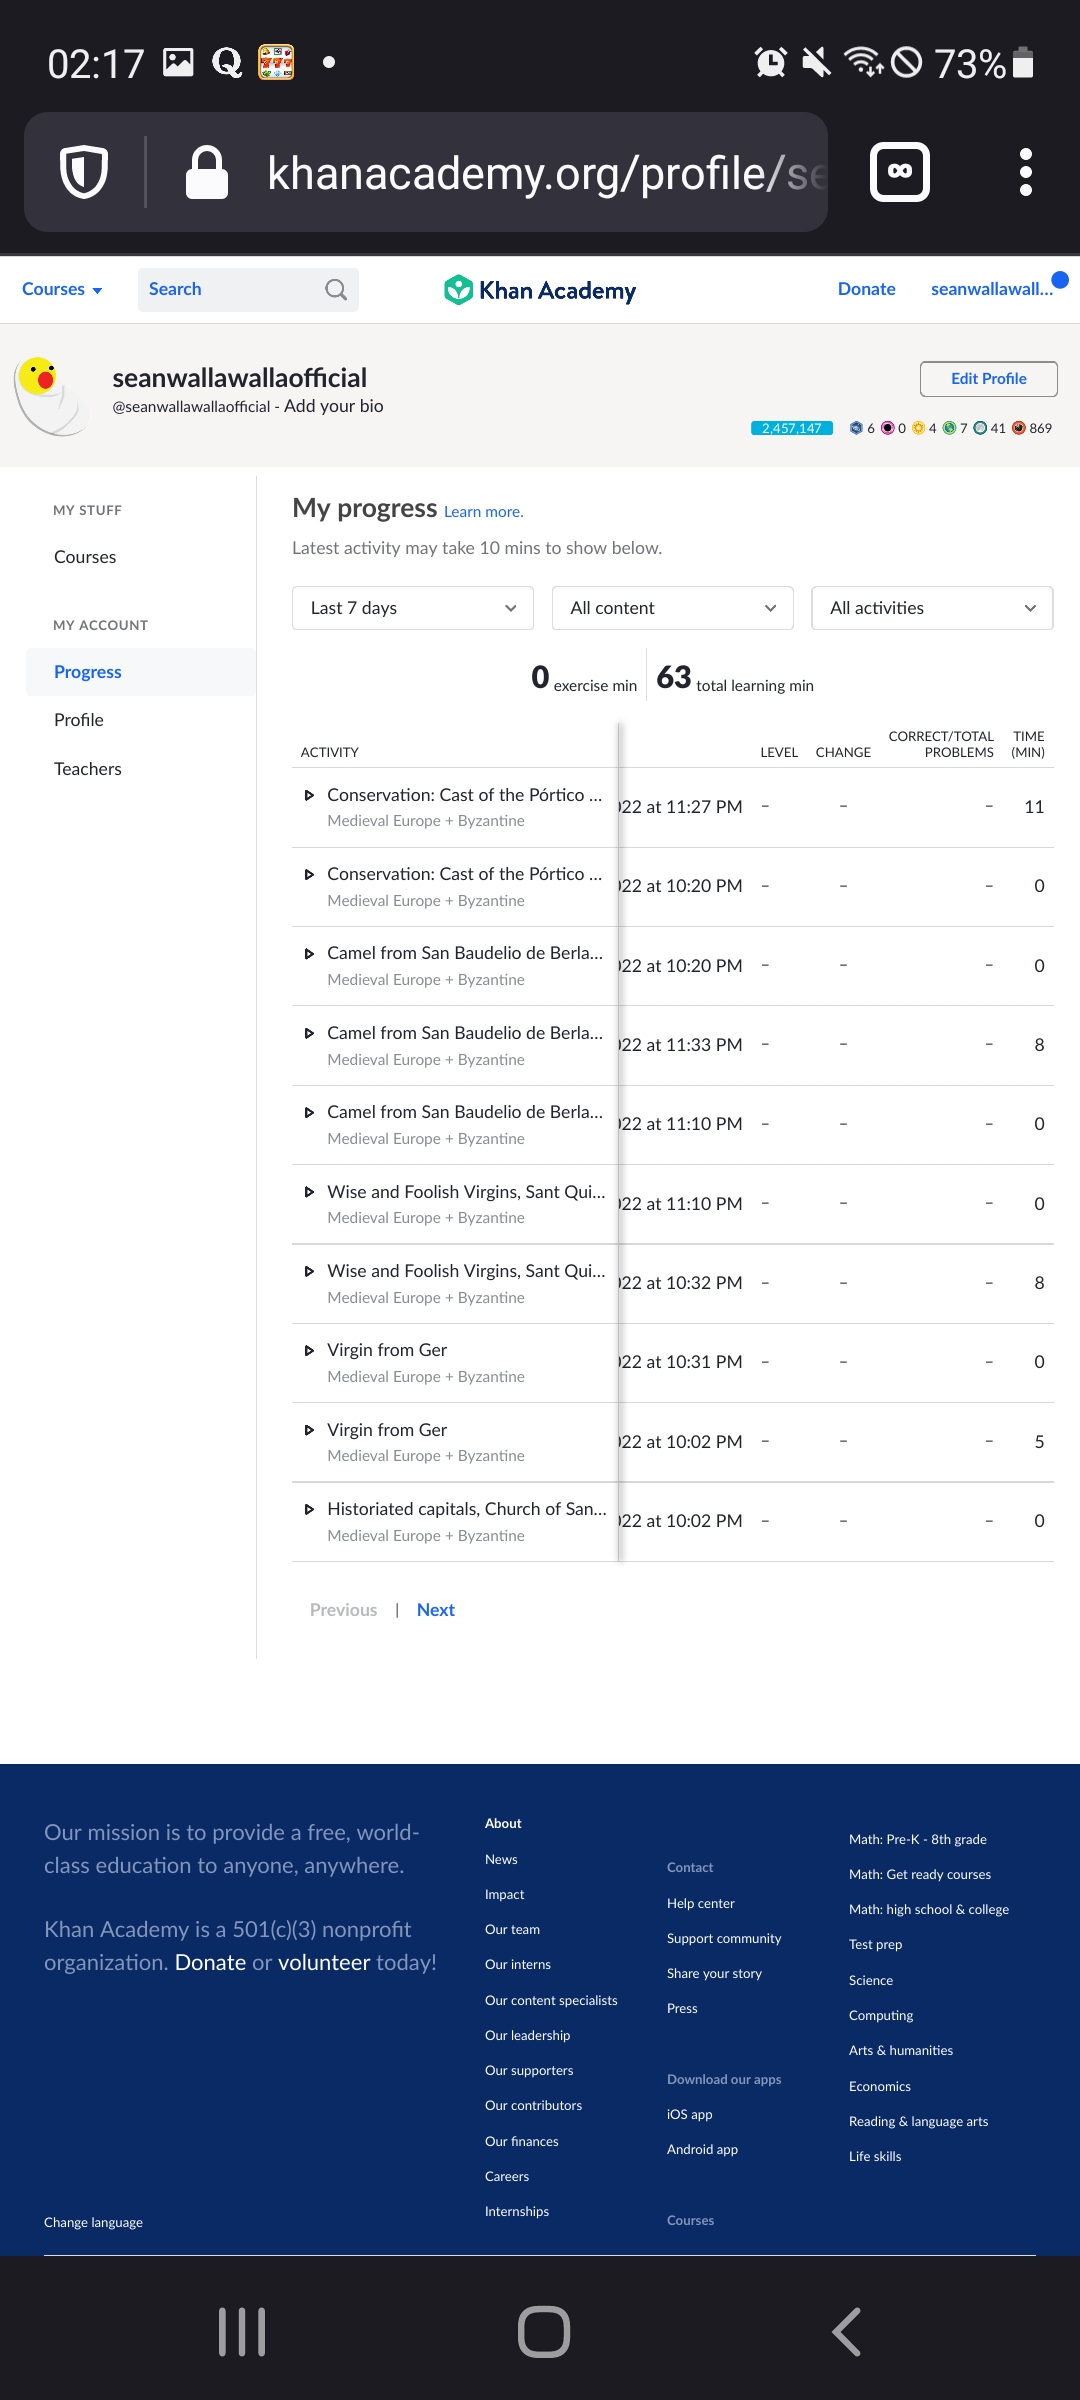 02:17
73%
khanacademy.org/profile/se
Courses
Search
Khan Academy
Donate
seanwallawall...
seanwallawallaofficial
@seanwallawallaofficial - Add your bio
Edit Profile
2,457,147 6 0 4 7 41 869
MY STUFF
Courses
MY ACCOUNT
Progress
Profile
Teachers
My progress Learn more.
Latest activity may take 10 mins to show below.
Last 7 days
All content
All activities
0 exercise min
63 total learning min
ACTIVITY LEVEL CHANGE CORRECT/TOTAL PROBLEMS TIME (MIN)
Conservation: Cast of the Pórtico ...
Medieval Europe + Byzantine
022 at 11:27 PM – – – 11
Conservation: Cast of the Pórtico ...
Medieval Europe + Byzantine
022 at 10:20 PM – – – 0
Camel from San Baudelio de Berla...
Medieval Europe + Byzantine
022 at 10:20 PM – – – 0
Camel from San Baudelio de Berla...
Medieval Europe + Byzantine
022 at 11:33 PM – – – 8
Camel from San Baudelio de Berla...
Medieval Europe + Byzantine
022 at 11:10 PM – – – 0
Wise and Foolish Virgins, Sant Qui...
Medieval Europe + Byzantine
022 at 11:10 PM – – – 0
Wise and Foolish Virgins, Sant Qui...
Medieval Europe + Byzantine
022 at 10:32 PM – – – 8
Virgin from Ger
Medieval Europe + Byzantine
022 at 10:31 PM – – – 0
Virgin from Ger
Medieval Europe + Byzantine
022 at 10:02 PM – – – 5
Historiated capitals, Church of San...
Medieval Europe + Byzantine
022 at 10:02 PM – – – 0
Previous | Next
Our mission is to provide a free, world-
class education to anyone, anywhere.
Khan Academy is a 501(c)(3) nonprofit
organization. Donate or volunteer today!
Change language
About
News
Impact
Our team
Our interns
Our content specialists
Our leadership
Our supporters
Our contributors
Our finances
Careers
Internships
Contact
Help center
Support community
Share your story
Press
Download our apps
iOS app
Android app
Courses
Math: Pre-K - 8th grade
Math: Get ready courses
Math: high school & college
Test prep
Science
Computing
Arts & humanities
Economics
Reading & language arts
Life skills